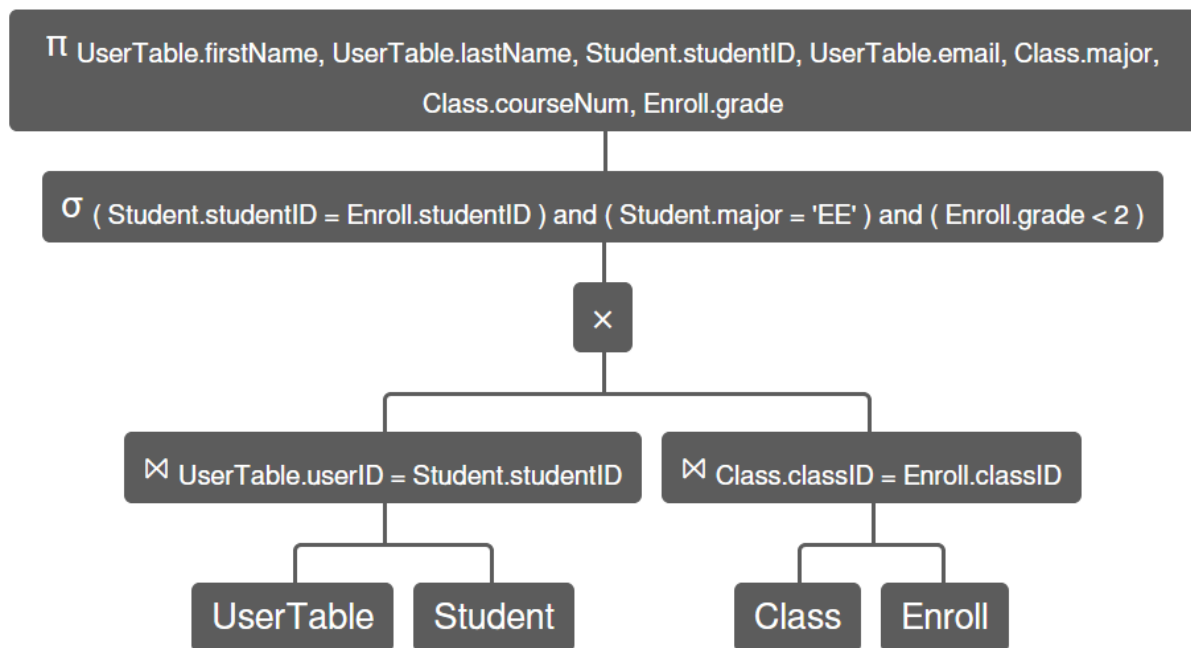 π UserTable.firstName, UserTable.lastName, Student.studentID, UserTable.email, Class.major,
Class.courseNum, Enroll.grade
σ ( Student.studentID = Enroll.studentID ) and ( Student.major = 'EE' ) and ( Enroll.grade < 2 )
×
⋈ UserTable.userID = Student.studentID
⋈ Class.classID = Enroll.classID
UserTable
Student
Class
Enroll